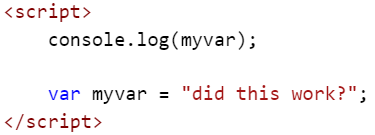 <script>
console.log(myvar);
var myvar = "did this work?";
</script>